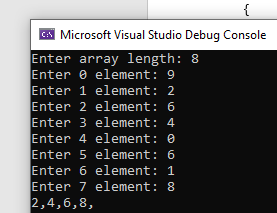 {
Microsoft Visual Studio Debug Console
Enter array length: 8
Enter 0 element: 9
Enter 1 element: 2
Enter 2 element: 6
Enter 3 element: 4
Enter 4 element: 0
Enter 5 element: 6
Enter 6 element: 1
Enter 7 element: 8
2,4,6,8,